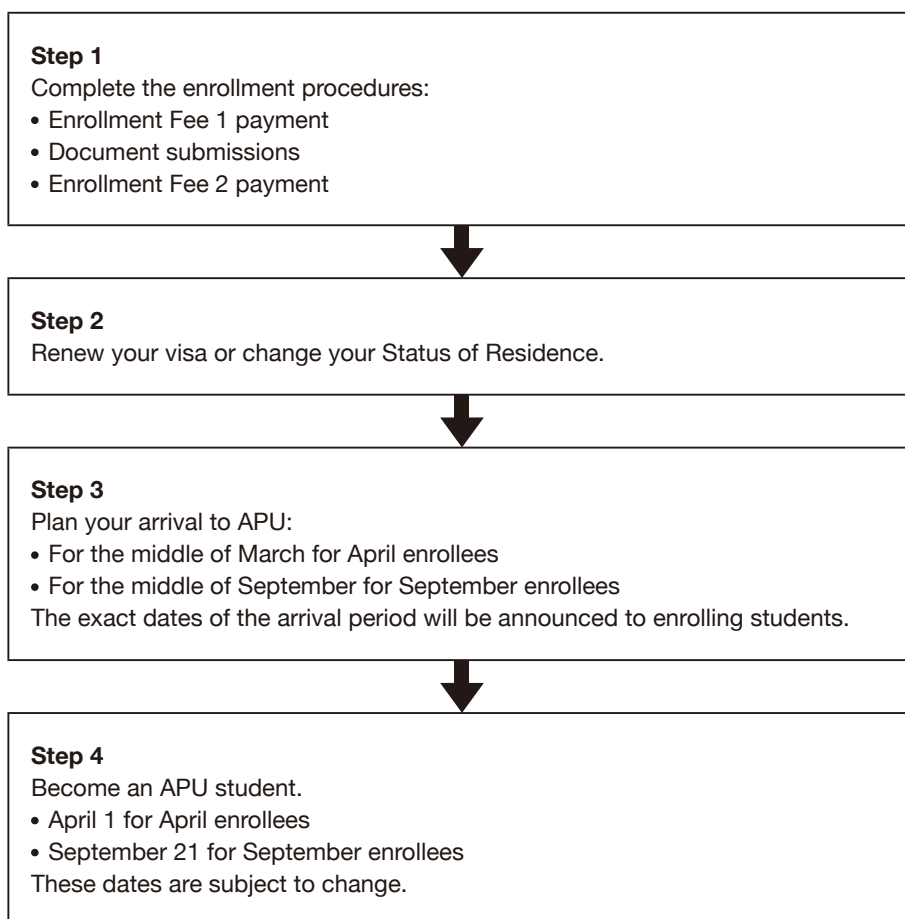 Step 1
Complete the enrollment procedures:
• Enrollment Fee 1 payment
• Document submissions
• Enrollment Fee 2 payment
Step 2
Renew your visa or change your Status of Residence.
Step 3
Plan your arrival to APU:
• For the middle of March for April enrollees
• For the middle of September for September enrollees
The exact dates of the arrival period will be announced to enrolling students.
Step 4
Become an APU student.
• April 1 for April enrollees
• September 21 for September enrollees
These dates are subject to change.